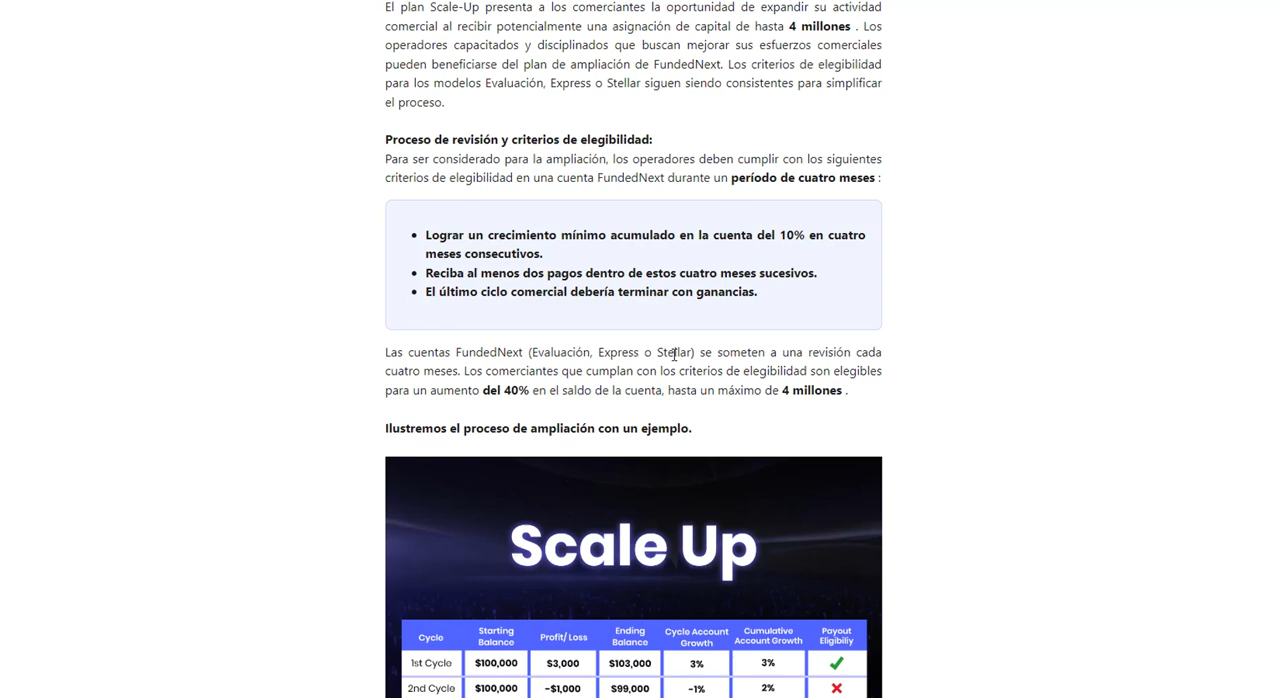 El plan Scale-Up presenta a los comerciantes la oportunidad de expandir su actividad
comercial al recibir potencialmente una asignación de capital de hasta 4 millones . Los
operadores capacitados y disciplinados que buscan mejorar sus esfuerzos comerciales
pueden beneficiarse del plan de ampliación de FundedNext. Los criterios de elegibilidad
para los modelos Evaluación, Express o Stellar siguen siendo consistentes para simplificar
el proceso.
Proceso de revisión y criterios de elegibilidad:
Para ser considerado para la ampliación, los operadores deben cumplir con los siguientes
criterios de elegibilidad en una cuenta FundedNext durante un período de cuatro meses :
• Lograr un crecimiento mínimo acumulado en la cuenta del 10% en cuatro
meses consecutivos.
• Reciba al menos dos pagos dentro de estos cuatro meses sucesivos.
• El último ciclo comercial debería terminar con ganancias.
Las cuentas FundedNext (Evaluación, Express o Stellar) se someten a una revisión cada
cuatro meses. Los comerciantes que cumplan con los criterios de elegibilidad son elegibles
para un aumento del 40% en el saldo de la cuenta, hasta un máximo de 4 millones .
Ilustremos el proceso de ampliación con un ejemplo.
Scale Up
Cycle Starting Balance Profit/ Loss Ending Balance Cycle Account Growth Cumulative Account Growth Payout Eligibiliy
1st Cycle $100,000 $3,000 $103,000 3% 3%
2nd Cycle $100,000 -$1,000 $99,000 -1% 2%